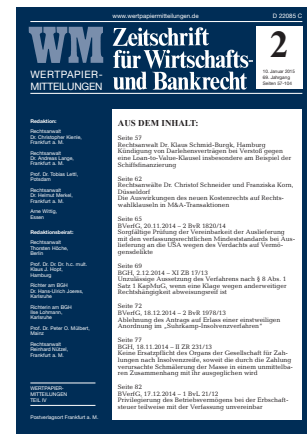 www.wertpapiermitteilungen.de
D 22085 C
WM
WERTPAPIER-
MITTEILUNGEN
Zeitschrift
für Wirtschafts-
und Bankrecht
2
10. Januar 2015
69. Jahrgang
Seiten 57-104
Redaktion:
Rechtsanwalt
Dr. Christopher Kienle,
Frankfurt a. M.
Rechtsanwalt
Dr. Andreas Lange,
Frankfurt a. M.
Prof. Dr. Tobias Lettl,
Potsdam
Rechtsanwalt
Dr. Helmut Merkel,
Frankfurt a. M.
Arne Wittig,
Essen
Redaktionsbeirat:
Rechtsanwalt
Thorsten Höche,
Berlin
Prof. Dr. Dr. Dr. h.c. mult.
Klaus J. Hopt,
Hamburg
Richter am BGH
Dr. Hans-Ulrich Joeres,
Karlsruhe
Richterin am BGH
Ilse Lohmann,
Karlsruhe
Prof. Dr. Peter O. Mülbert,
Mainz
Rechtsanwalt
Reinhard Nützel,
Frankfurt a. M.
WERTPAPIER-
MITTEILUNGEN
TEIL IV
Postverlagsort Frankfurt a. M.
AUS DEM INHALT:
Seite 57
Rechtsanwalt Dr. Klaus Schmid-Burgk, Hamburg
Kündigung von Darlehensverträgen bei Verstoß gegen
eine Loan-to-Value-Klausel insbesondere am Beispiel der
Schiffsfinanzierung
Seite 62
Rechtsanwälte Dr. Christof Schneider und Franziska Korn,
Düsseldorf
Die Auswirkungen des neuen Kostenrechts auf Rechts-
wahlklauseln in M&A-Transaktionen
Seite 65
BVerfG, 20.11.2014 – 2 BvR 1820/14
Sorgfältige Prüfung der Vereinbarkeit der Auslieferung
mit den verfassungsrechtlichen Mindeststandards bei Aus-
lieferung an die USA wegen des Verdachts auf Vermö-
gensdelikte
Seite 69
BGH, 2.12.2014 – XI ZB 17/13
Unzulässige Aussetzung des Verfahrens nach § 8 Abs. 1
Satz 1 KapMuG, wenn eine Klage wegen anderweitiger
Rechtshängigkeit abweisungsreif ist
Seite 72
BVerfG, 18.12.2014 – 2 BvR 1978/13
Ablehnung des Antrags auf Erlass einer einstweiligen
Anordnung im „Suhrkamp-Insolvenzverfahren“
Seite 77
BGH, 18.11.2014 – II ZR 231/13
Keine Ersatzpflicht des Organs der Gesellschaft für Zah-
lungen nach Insolvenzreife, soweit die durch die Zahlung
verursachte Schmälerung der Masse in einem unmittelba-
ren Zusammenhang mit ihr ausgeglichen wird
Seite 82
BVerfG, 17.12.2014 – 1 BvL 21/12
Privilegierung des Betriebsvermögens bei der Erbschaft-
steuer teilweise mit der Verfassung unvereinbar